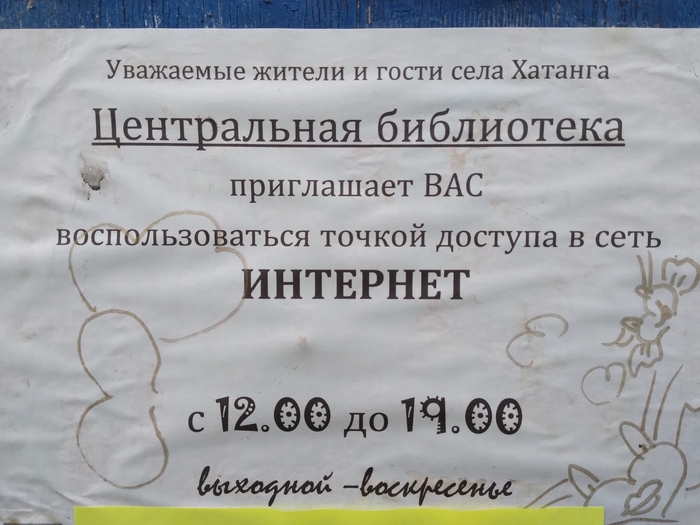 Уважаемые жители и гости села Хатанга
Центральная библиотека
приглашает ВАС
воспользоваться точкой доступа в сеть
ИНТЕРНЕТ
с 12.00 до 19.00
выходной –воскресенье